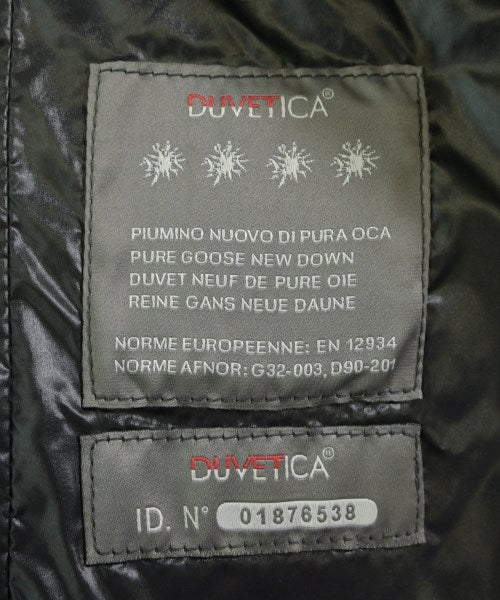 DUVETICA®
PIUMINO NUOVO DI PURA OCA
PURE GOOSE NEW DOWN
DUVET NEUF DE PURE OIE
REINE GANS NEUE DAUNE
NORME EUROPEENNE: EN 12934
NORME AFNOR: G32-003, D90-201
DUVETICA®
ID. N° 01876538